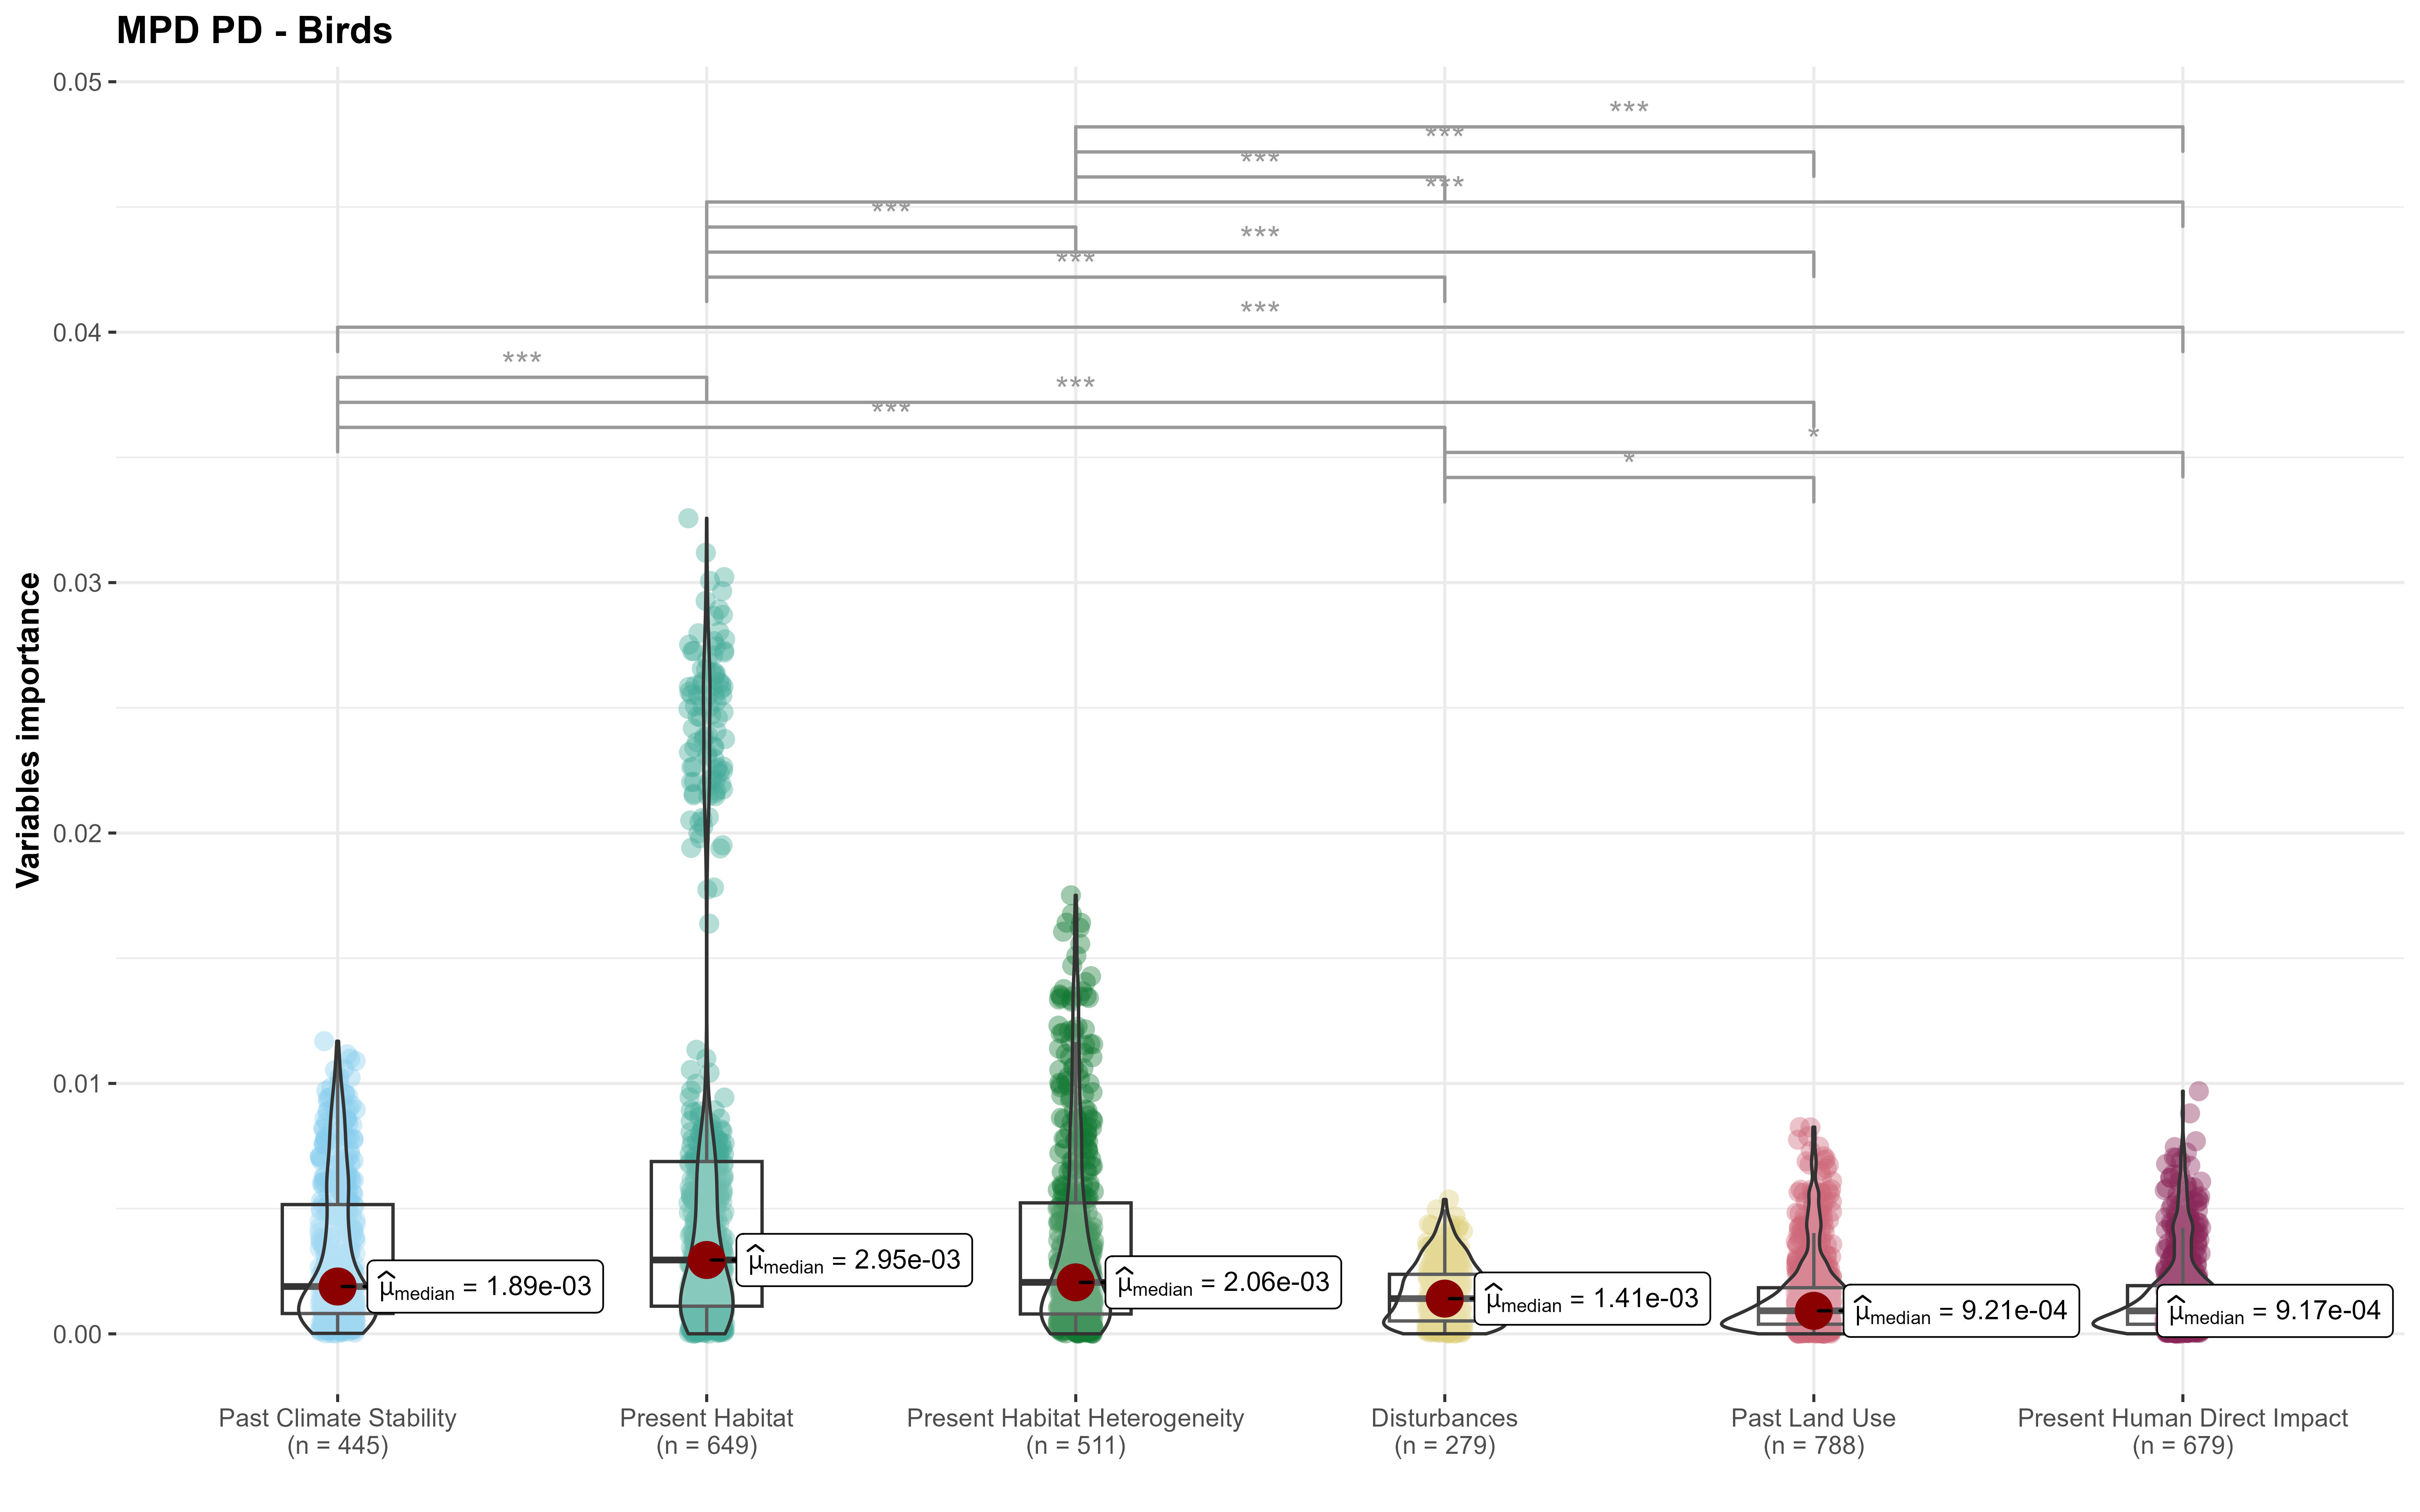 MPD PD - Birds
Variables importance
0.05
0.04
0.03
0.02
0.01
0.00
***
***
***
***
***
***
***
***
***
***
***
*
*
μ̂median = 1.89e-03
μ̂median = 2.95e-03
μ̂median = 2.06e-03
μ̂median = 1.41e-03
μ̂median = 9.21e-04
μ̂median = 9.17e-04
Past Climate Stability
(n = 445)
Present Habitat
(n = 649)
Present Habitat Heterogeneity
(n = 511)
Disturbances
(n = 279)
Past Land Use
(n = 788)
Present Human Direct Impact
(n = 679)